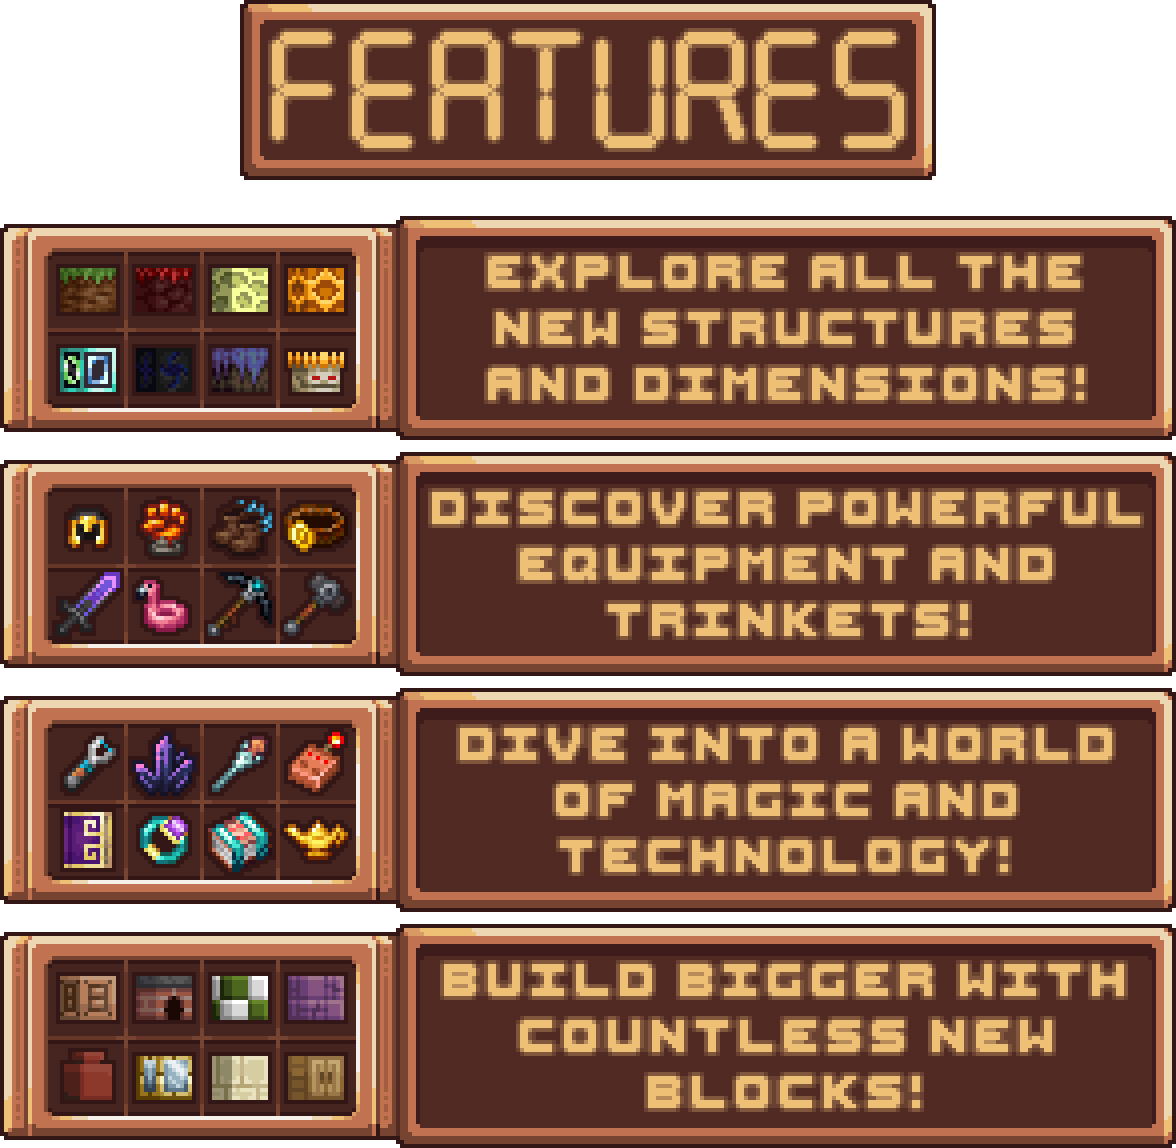 FEATURES
EXPLORE ALL THE
NEW STRUCTURES
AND DIMENSIONS!
DISCOVER POWERFUL
EQUIPMENT AND
TRINKETS!
DIVE INTO A WORLD
OF MAGIC AND
TECHNOLOGY!
BUILD BIGGER WITH
COUNTLESS NEW
BLOCKS!